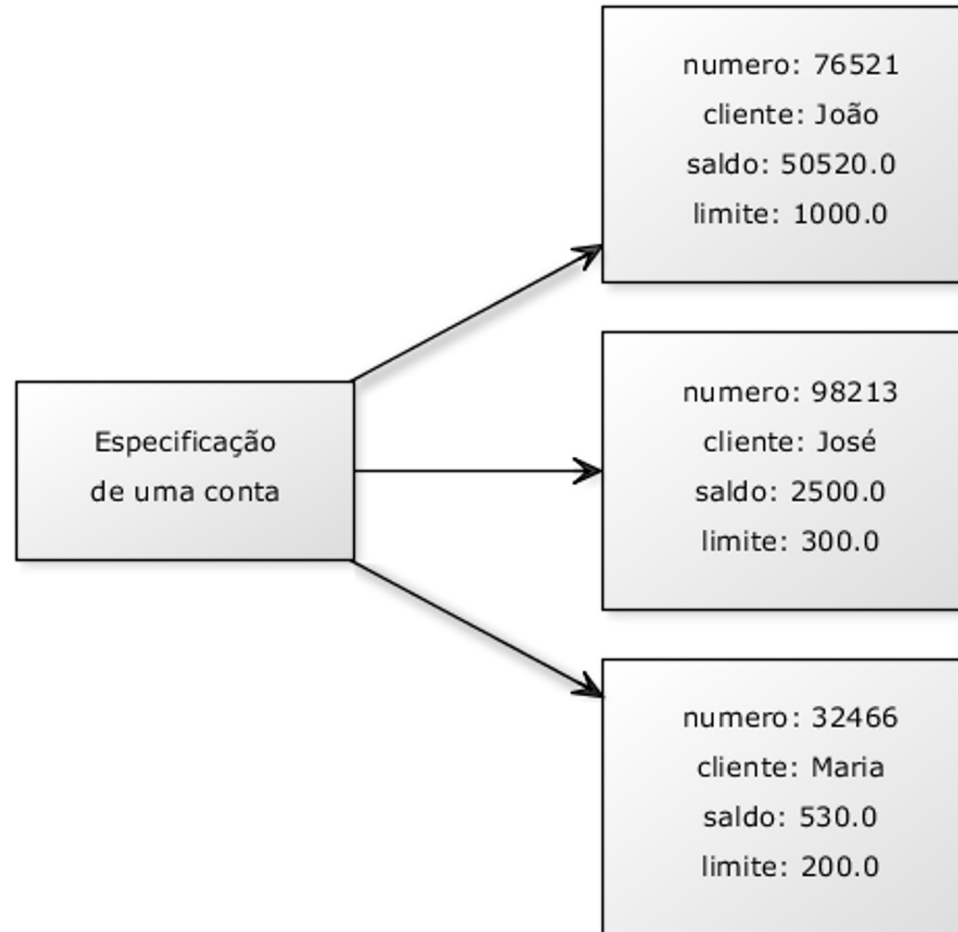 numero: 76521
cliente: João
saldo: 50520.0
limite: 1000.0
Especificação
de uma conta
numero: 98213
cliente: José
saldo: 2500.0
limite: 300.0
numero: 32466
cliente: Maria
saldo: 530.0
limite: 200.0